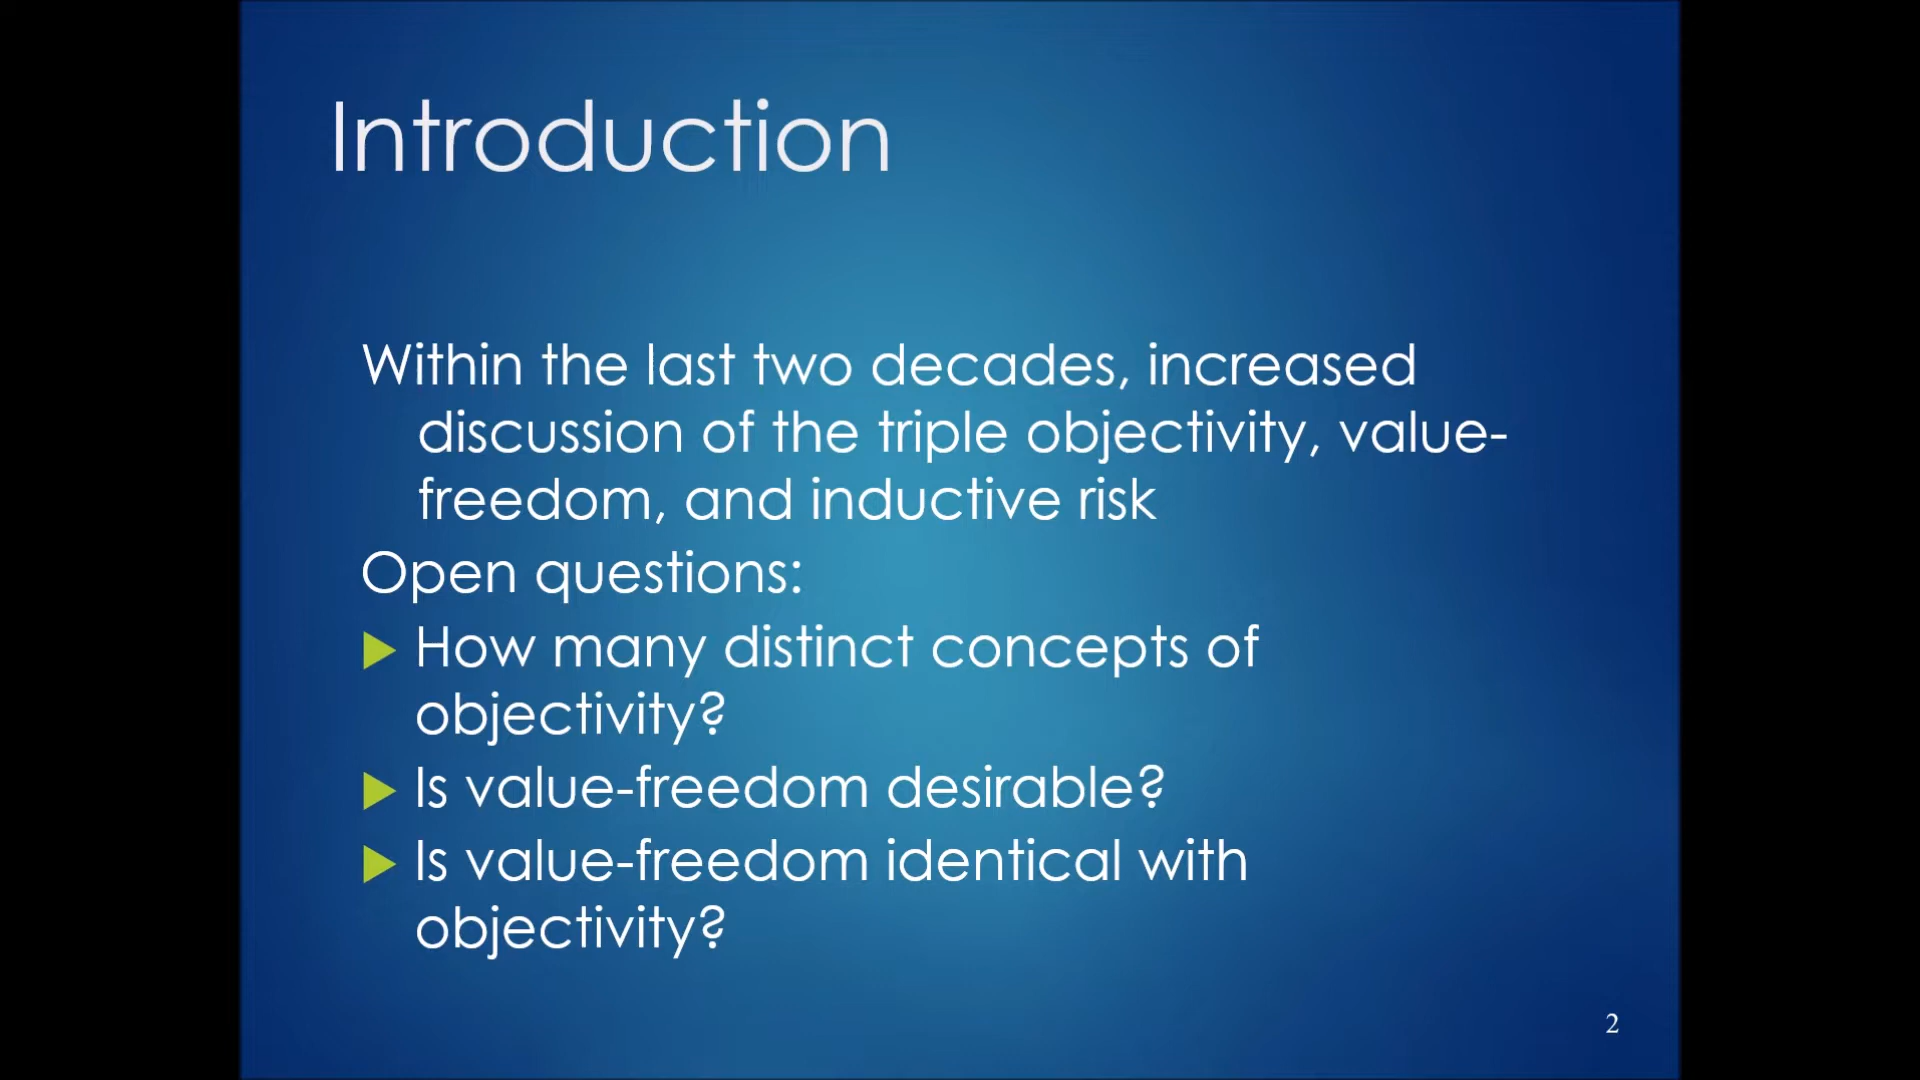 Introduction
Within the last two decades, increased
discussion of the triple objectivity, value-
freedom, and inductive risk
Open questions:
How many distinct concepts of
objectivity?
Is value-freedom desirable?
Is value-freedom identical with
objectivity?
2